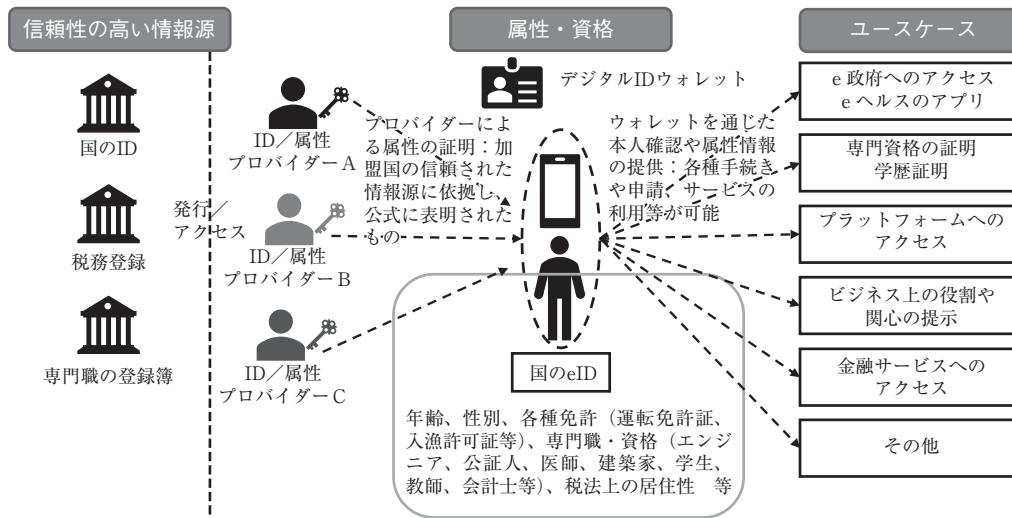 信頼性の高い情報源
国のID
税務登録
専門職の登録簿
発行／
アクセス
ID／属性
プロバイダーA
ID／属性
プロバイダーB
ID／属性
プロバイダーC
属性・資格
デジタルIDウォレット
プロバイダーによ
る属性の証明：加
盟国の信頼された
情報源に依拠し、
公式に表明された
もの
ウォレットを通じた
本人確認や属性情報
の提供：各種手続き
や申請、サービスの
利用等が可能
国のeID
年齢、性別、各種免許（運転免許証、
入漁許可証等）、専門職・資格（エンジ
ニア、公証人、医師、建築家、学生、
教師、会計士等）、税法上の居住性　等
ユースケース
e政府へのアクセス
eヘルスのアプリ
専門資格の証明
学歴証明
プラットフォームへの
アクセス
ビジネス上の役割や
関心の提示
金融サービスへの
アクセス
その他